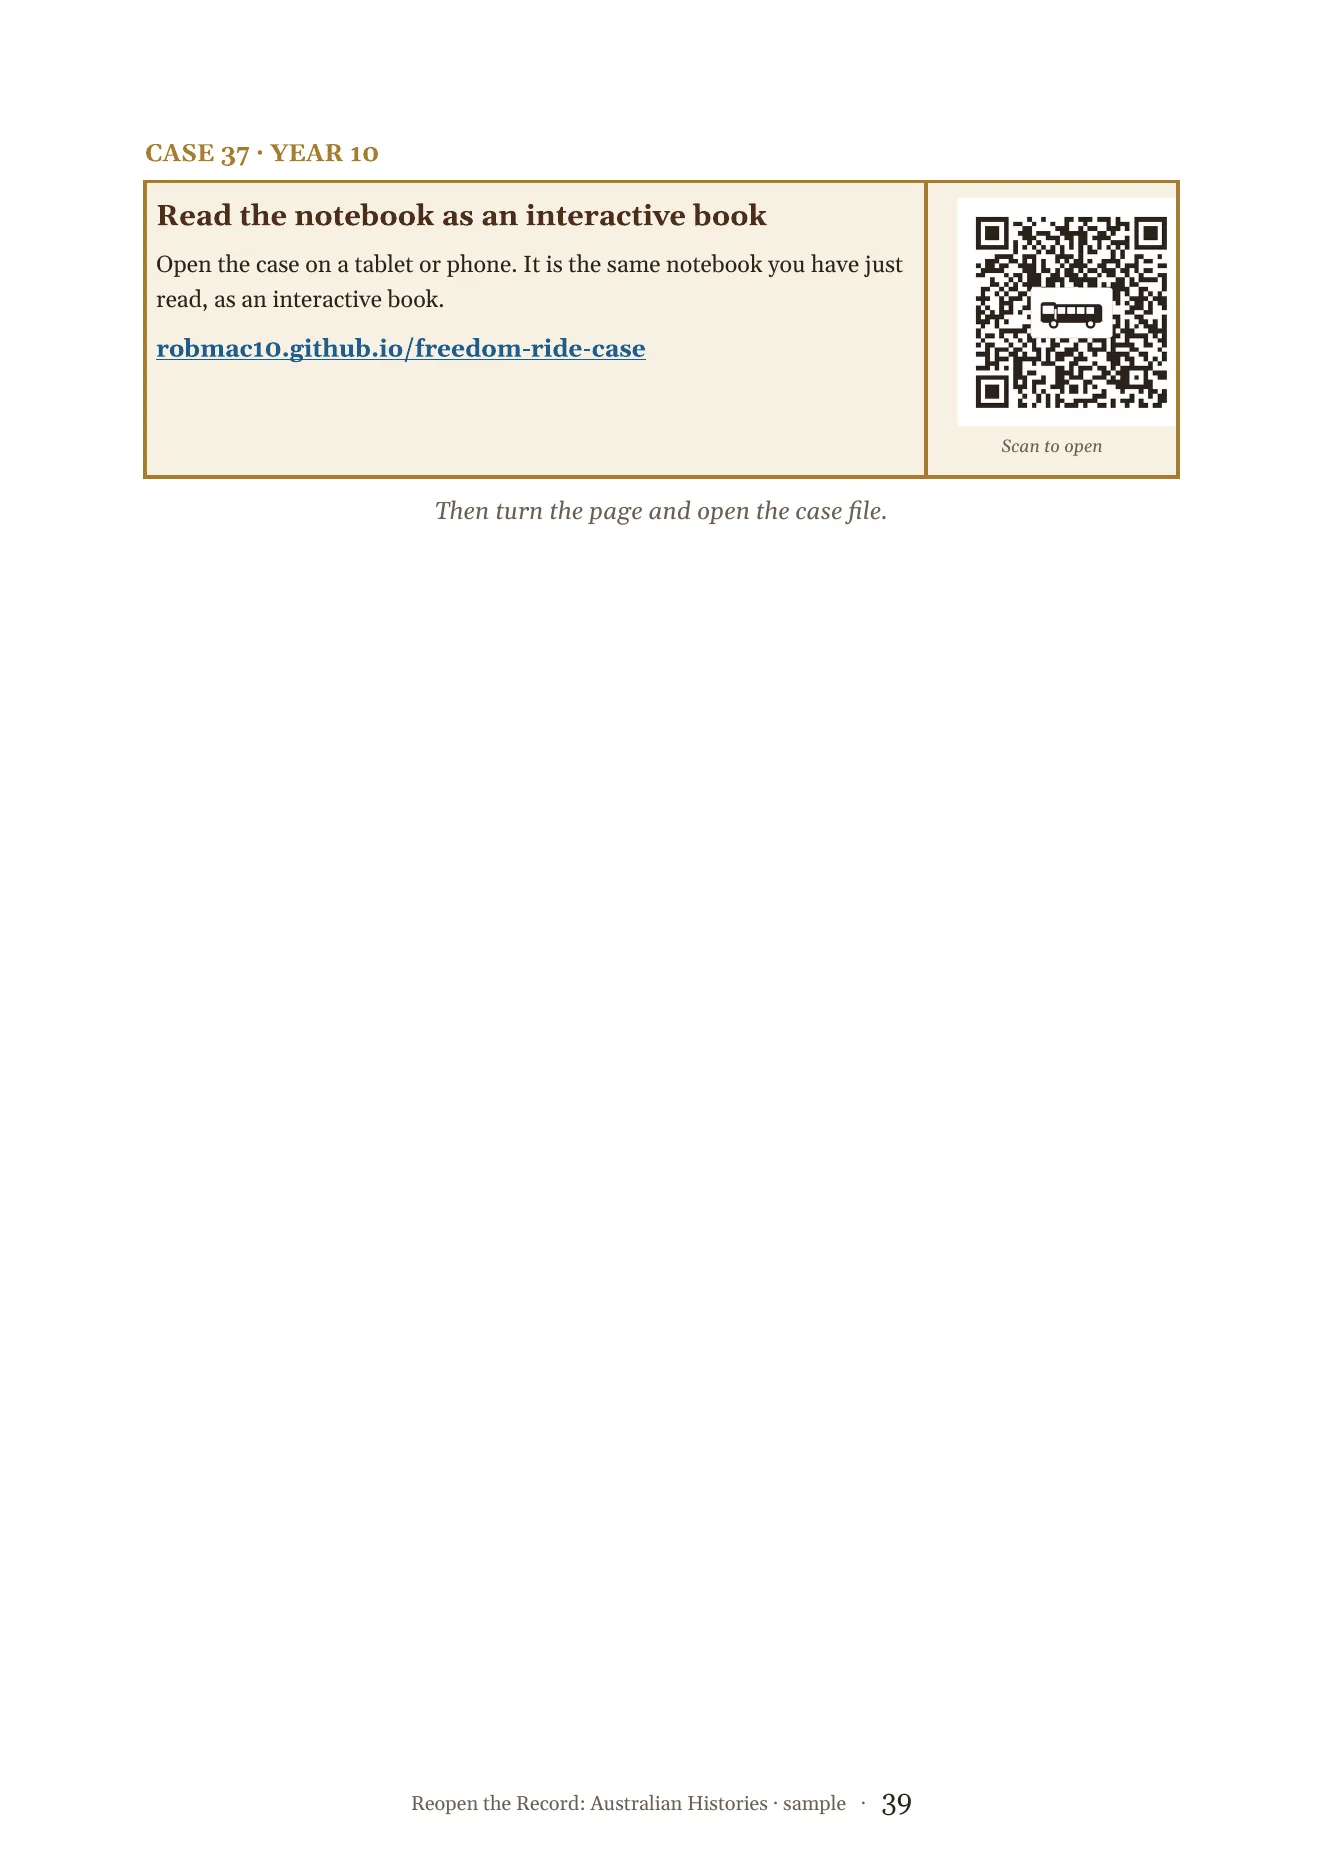 CASE 37 · YEAR 10
Read the notebook as an interactive book
Open the case on a tablet or phone. It is the same notebook you have just
read, as an interactive book.
robmac10.github.io/freedom-ride-case
Scan to open
Then turn the page and open the case file.
Reopen the Record: Australian Histories · sample · 39